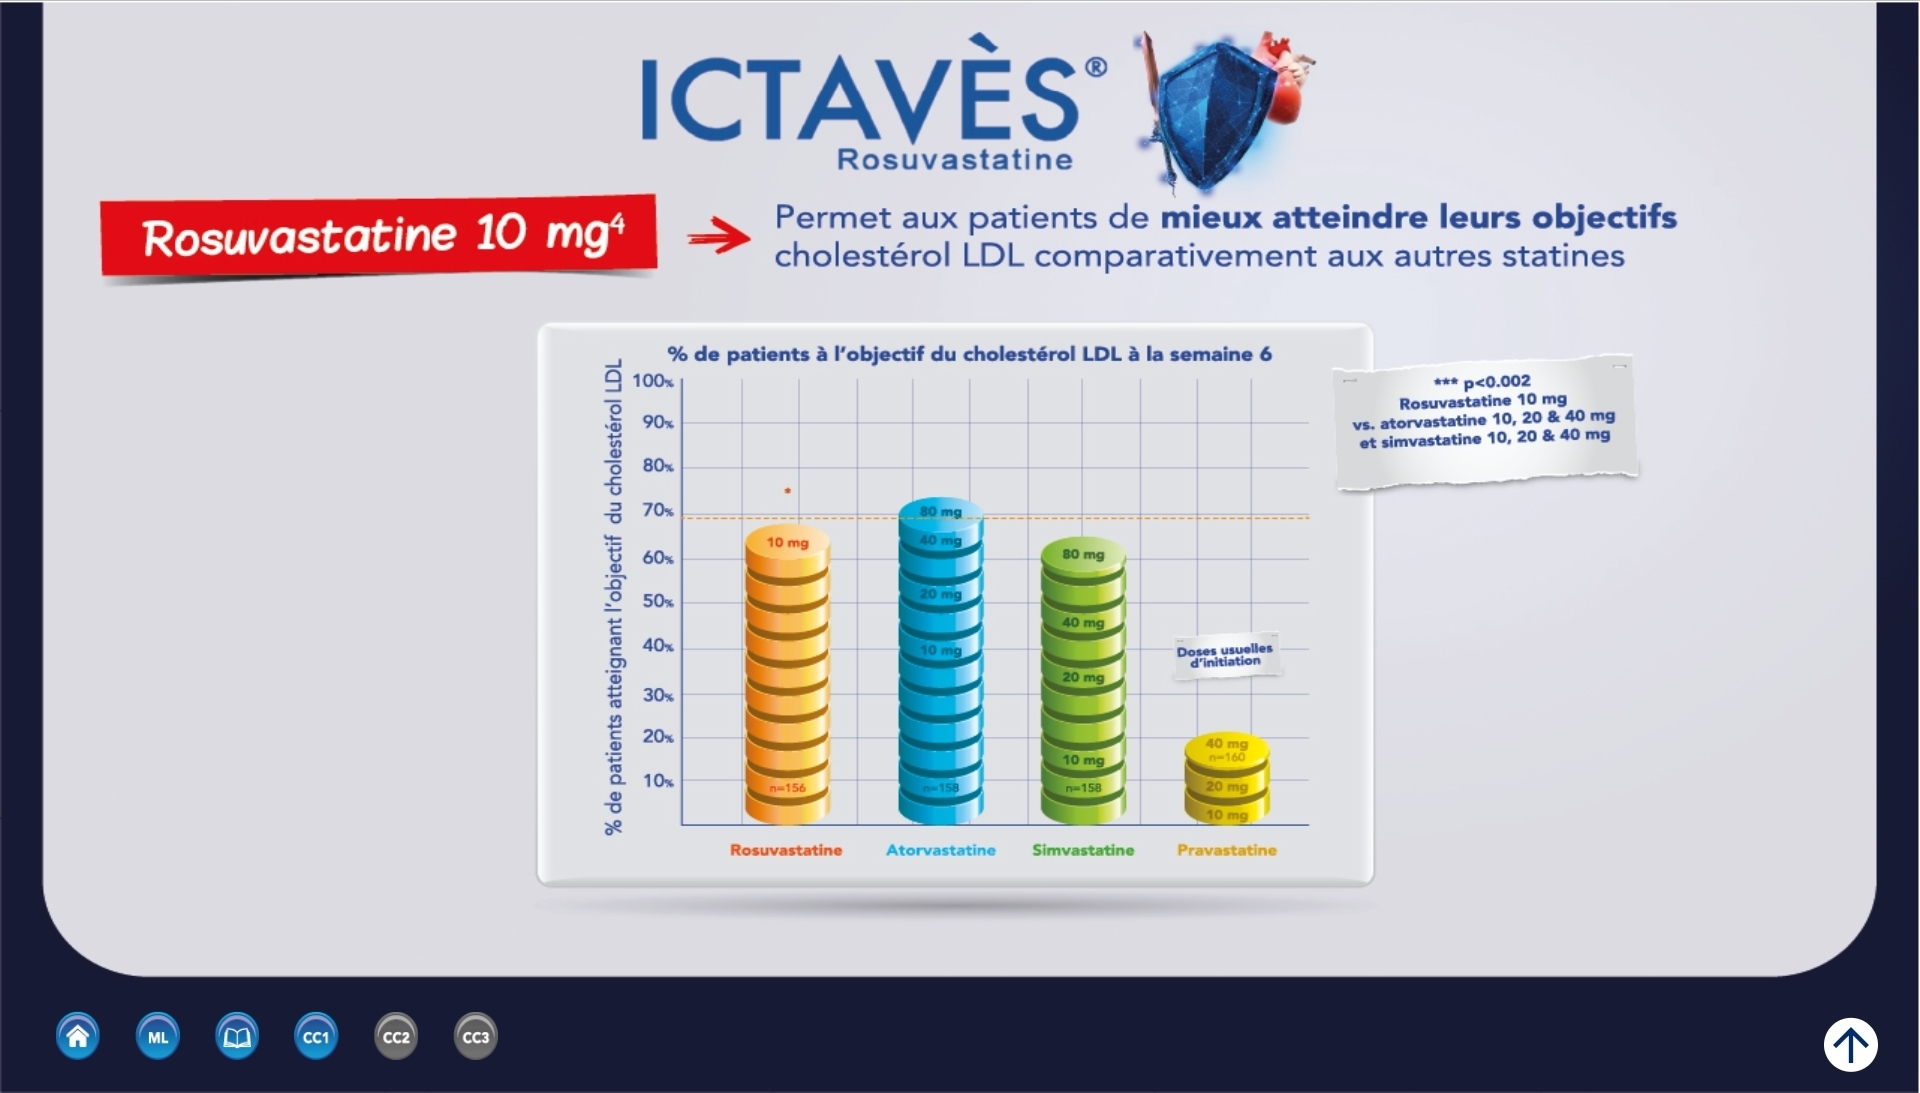 ICTAVÈS®
Rosuvastatine
Rosuvastatine 10 mg⁴
Permet aux patients de mieux atteindre leurs objectifs
cholestérol LDL comparativement aux autres statines
% de patients à l'objectif du cholestérol LDL à la semaine 6
% de patients atteignant l'objectif du cholestérol LDL
100%
90%
80%
70%
60%
50%
40%
30%
20%
10%
*
10 mg
n=156
80 mg
40 mg
20 mg
10 mg
n=158
80 mg
40 mg
20 mg
10 mg
n=158
Doses usuelles
d'initiation
40 mg
n=160
20 mg
10 mg
Rosuvastatine
Atorvastatine
Simvastatine
Pravastatine
*** p<0.002
Rosuvastatine 10 mg
vs. atorvastatine 10, 20 & 40 mg
et simvastatine 10, 20 & 40 mg
ML
CC1
CC2
CC3